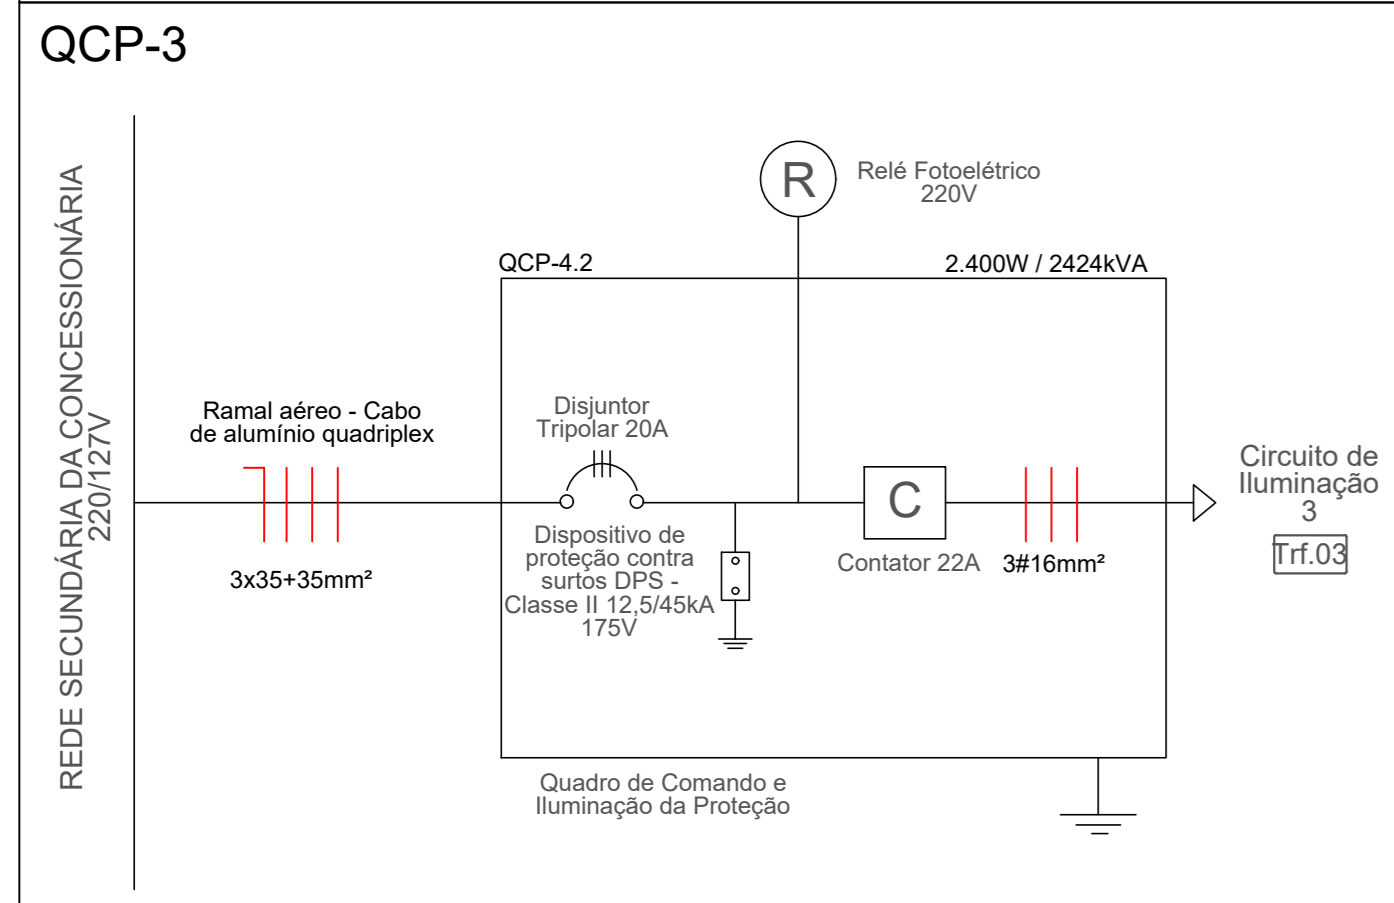 QCP-3
REDE SECUNDÁRIA DA CONCESSIONÁRIA
220/127V
R
Relé Fotoelétrico
220V
QCP-4.2
2.400W / 2424kVA
Ramal aéreo - Cabo
de alumínio quadriplex
3x35+35mm²
Disjuntor
Tripolar 20A
Dispositivo de
proteção contra
surtos DPS -
Classe II 12,5/45kA
175V
C
Contator 22A
3#16mm²
Circuito de
Iluminação
3
Trf.03
Quadro de Comando e
Iluminação da Proteção